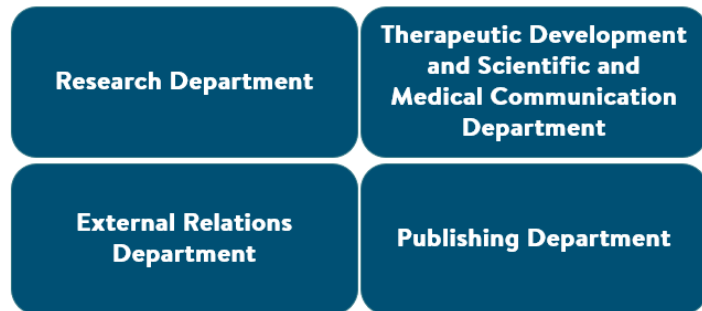 Research Department
Therapeutic Development
and Scientific and
Medical Communication
Department
External Relations
Department
Publishing Department